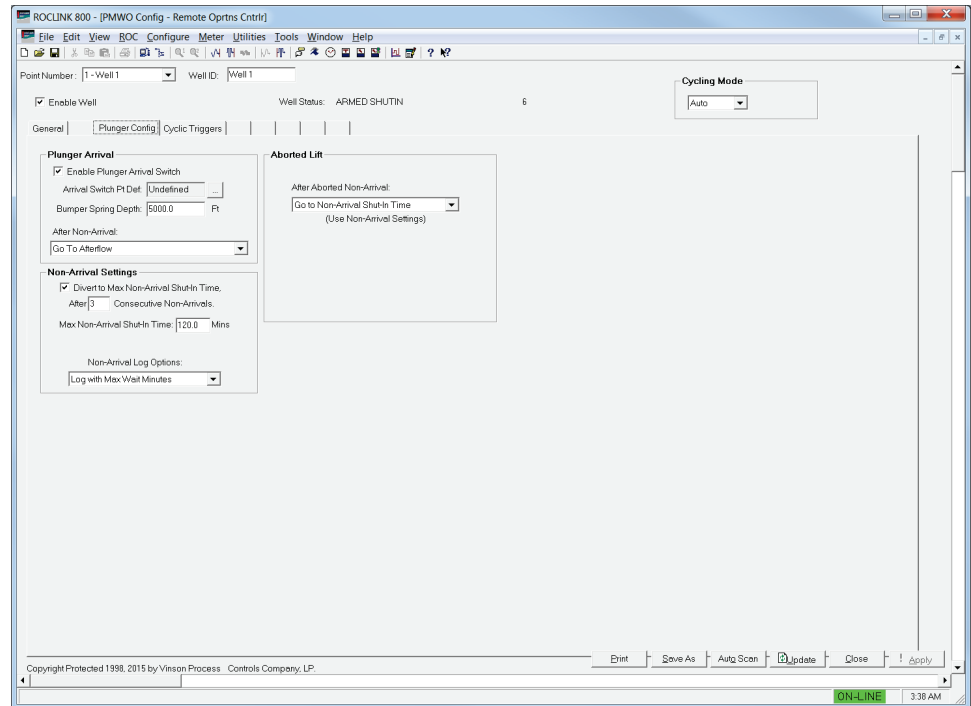 ROCLINK 800 - [PMWO Config - Remote Oprtns Cntrlr]
File Edit View ROC Configure Meter Utilities Tools Window Help
Point Number: 1 - Well 1 Well ID: Well 1
Cycling Mode
Enable Well Well Status: ARMED SHUTIN 6
Auto
General Plunger Config Cyclic Triggers
Plunger Arrival
Enable Plunger Arrival Switch
Arrival Switch Pt Def: Undefined ...
Bumper Spring Depth: 5000.0 Ft
After Non-Arrival:
Go To Afterflow
Aborted Lift
After Aborted Non-Arrival:
Go to Non-Arrival Shut-In Time
(Use Non-Arrival Settings)
Non-Arrival Settings
Divert to Max Non-Arrival Shut-In Time,
After 3 Consecutive Non-Arrivals.
Max Non-Arrival Shut-In Time: 120.0 Mins
Non-Arrival Log Options:
Log with Max Wait Minutes
Print Save As Auto Scan Update Close ! Apply
Copyright Protected 1998, 2015 by Vinson Process Controls Company, LP.
ON-LINE 3:38 AM